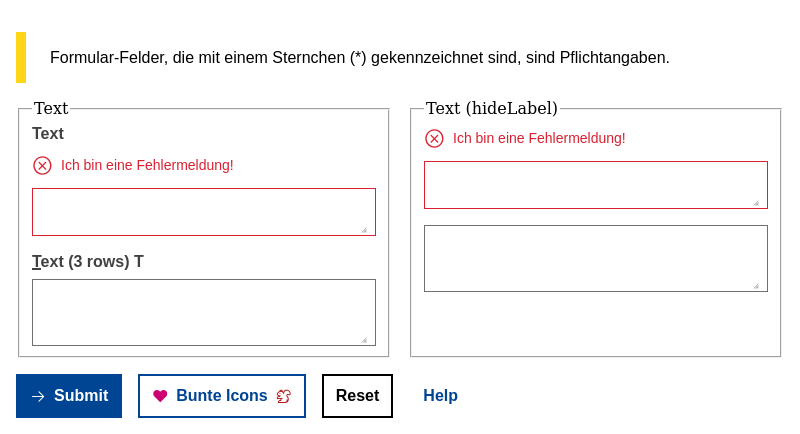 Formular-Felder, die mit einem Sternchen (*) gekennzeichnet sind, sind Pflichtangaben.
Text
Text
Ich bin eine Fehlermeldung!
Text (3 rows) T
Text (hideLabel)
Ich bin eine Fehlermeldung!
Submit
Bunte Icons
Reset
Help